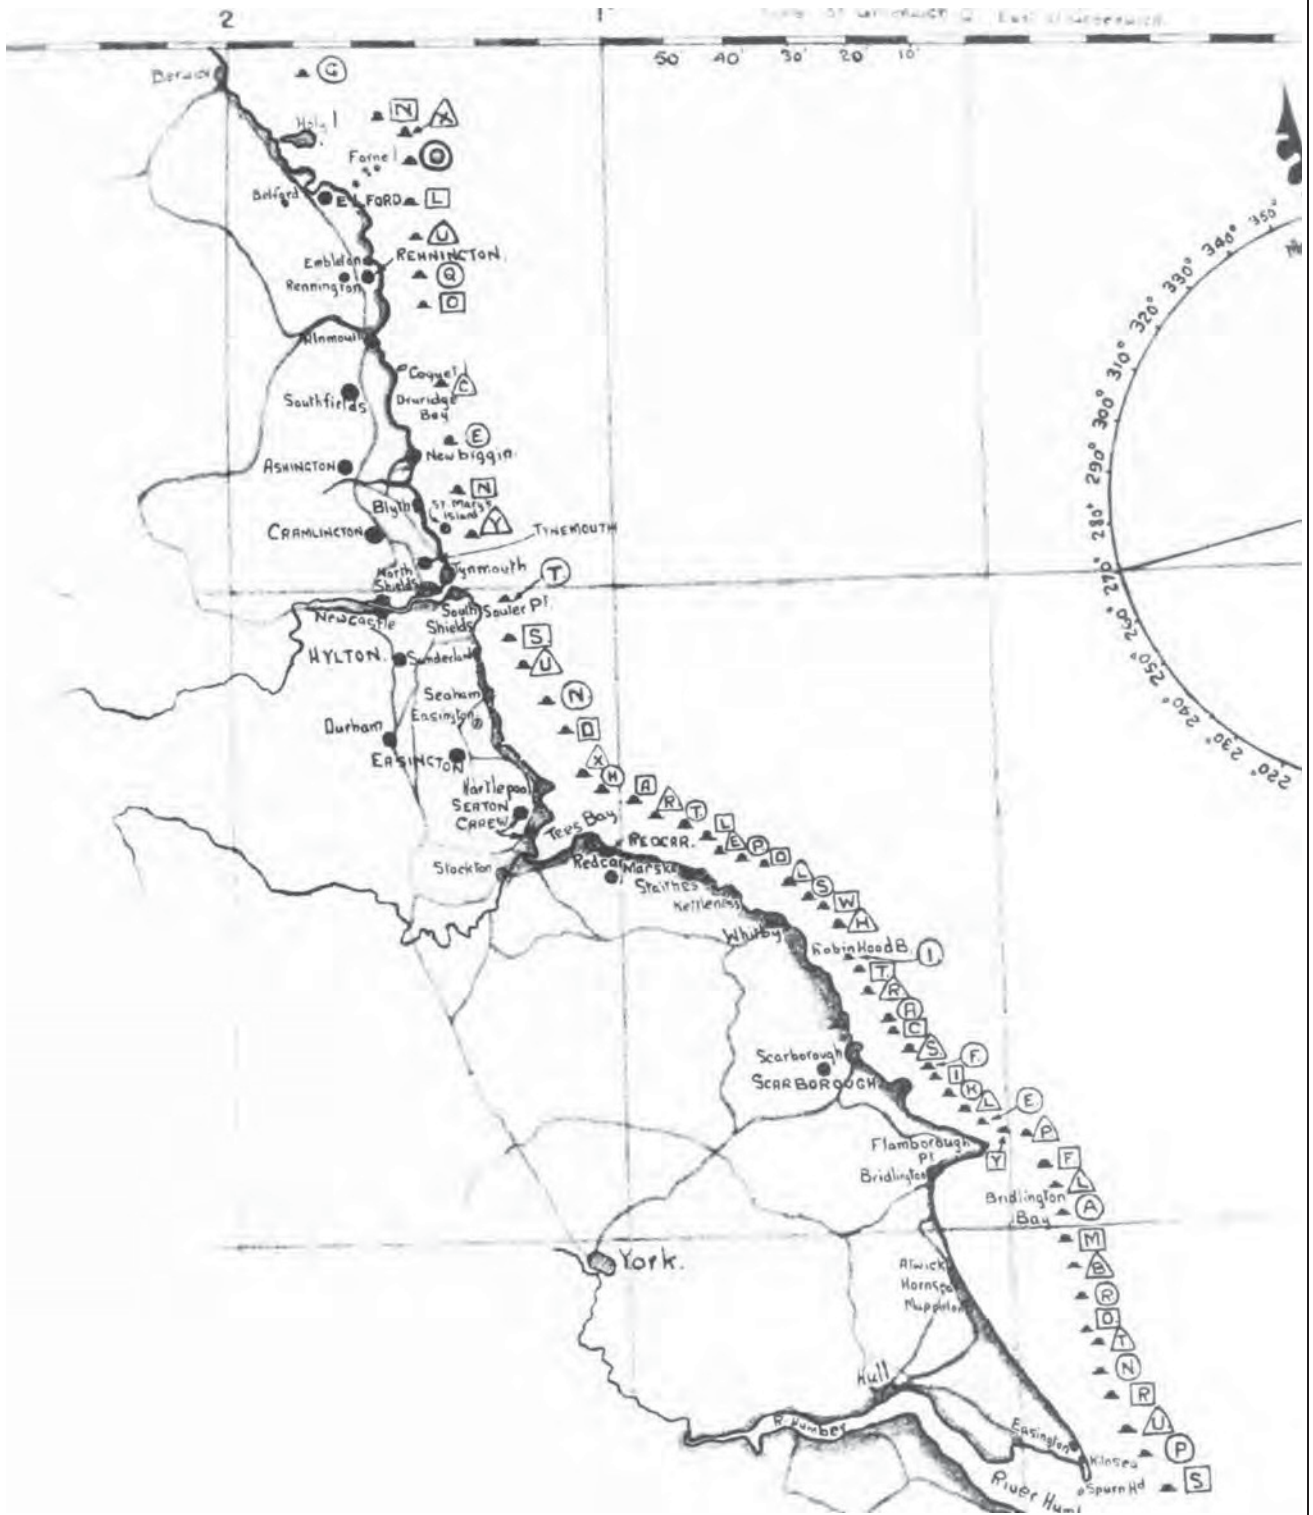 2
1
50 40' 30' 20' 10'
Berwick
G
Holy I
N
X
Farne I
O
Belford
ELFORD
L
U
Embleton
RENNINGTON.
Rennington
Q
O
Alnmouth
Coquet I
C
Southfields
Druridge
Bay
E
Newbiggin.
ASHINGTON
N
Blyth
St. Mary's
Island
Y
CRAMLINGTON
TYNEMOUTH
North
Shields
Tynmouth
T
Newcastle
South
Shields
Souter Pt.
S
HYLTON.
Sunderland
U
Seaham
N
Easington
Durham
D
EASINGTON
X
H
Hartlepool
A
SEATON
CAREW
R
T
Tees Bay
L
REDCAR.
E
P
O
Stockton
Redcar
Marske
L
Staithes
S
Kettleness
W
H
Whitby
Robin Hood B.
I
T
R
A
C
S
F
Scarborough
I
SCARBOROUGH
K
L
E
P
Flamborough
Pt
Y
F
Bridlington
L
Bridlington
Bay
A
M
York.
Atwick
B
Hornsea
R
Mappleton
O
T
N
Hull
R
U
R. Humber
Easington
P
Kilnsea
River Humb
Spurn Hd
S
350°
340°
330°
320°
310°
300°
290°
280°
270°
260°
250°
240°
230°
220°